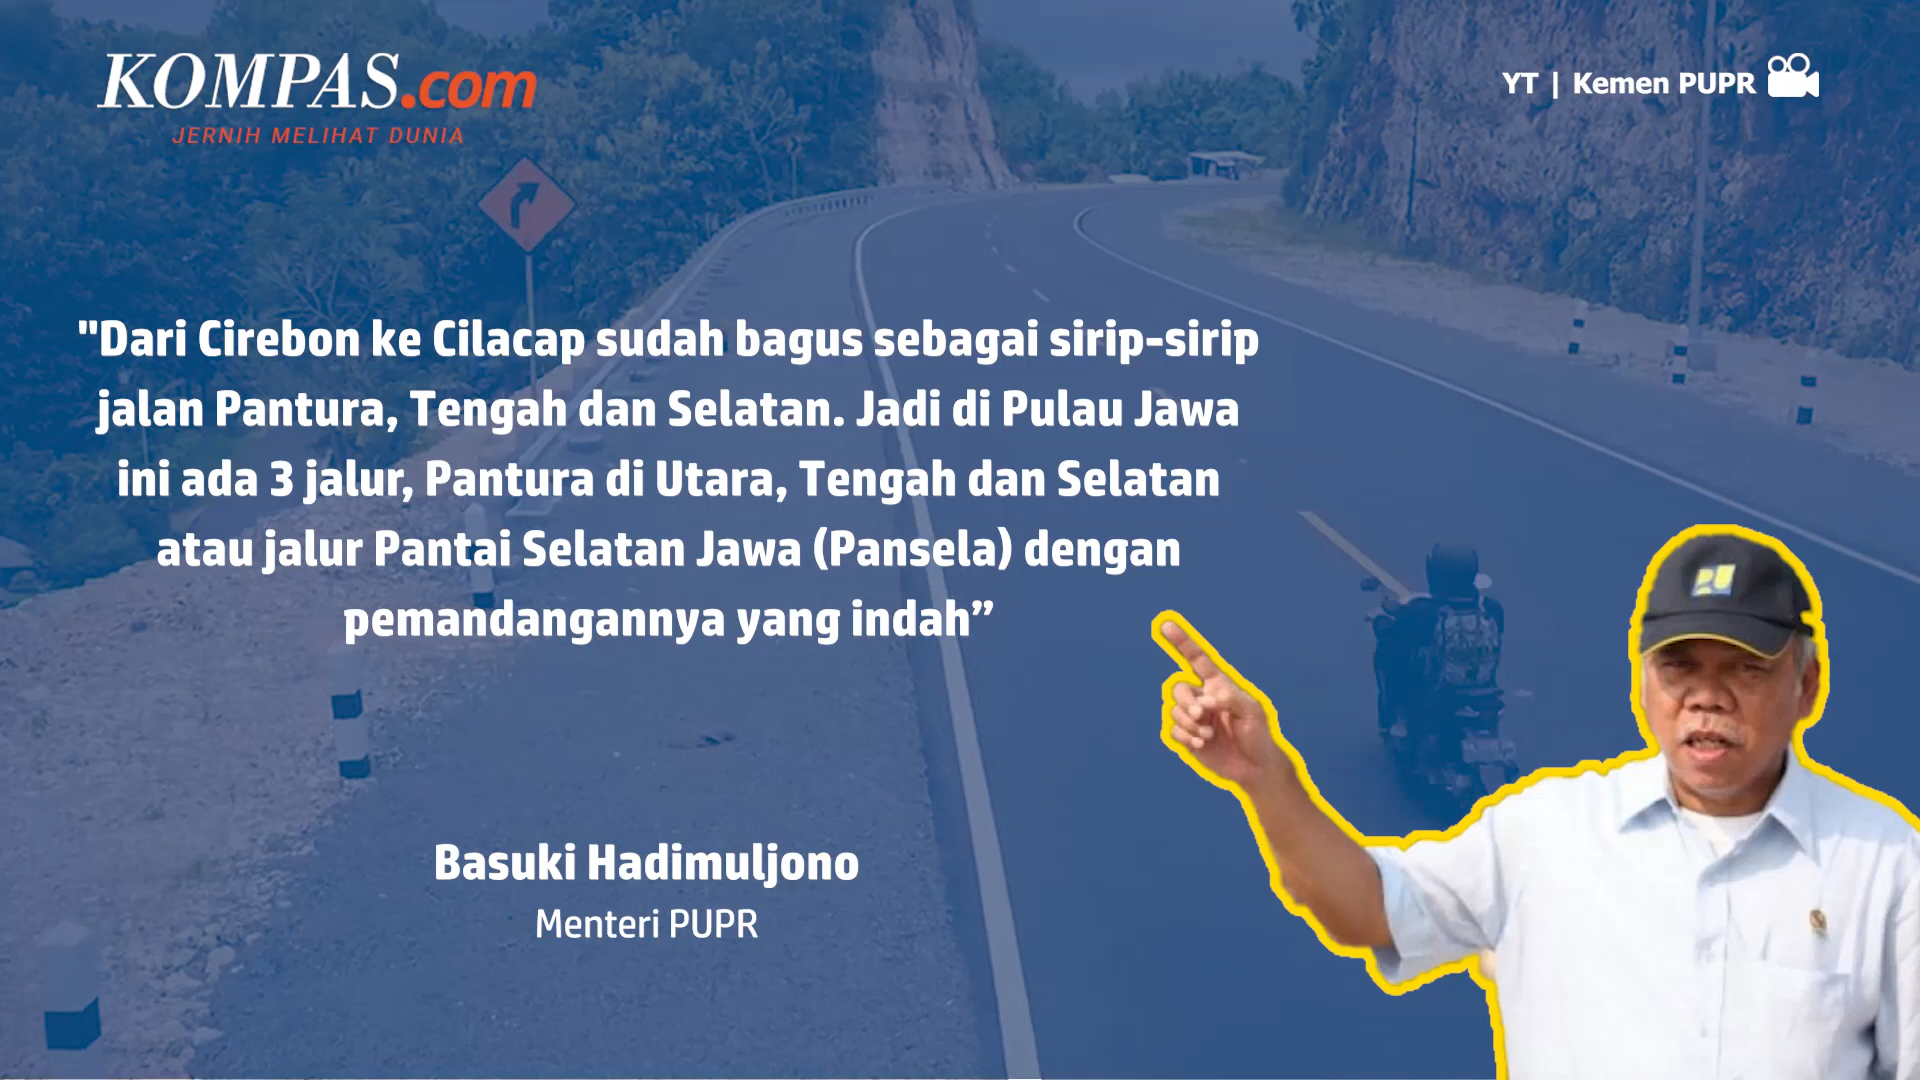 KOMPAS.com
JERNIH MELIHAT DUNIA
YT | Kemen PUPR
"Dari Cirebon ke Cilacap sudah bagus sebagai sirip-sirip
jalan Pantura, Tengah dan Selatan. Jadi di Pulau Jawa
ini ada 3 jalur, Pantura di Utara, Tengah dan Selatan
atau jalur Pantai Selatan Jawa (Pansela) dengan
pemandangannya yang indah”
Basuki Hadimuljono
Menteri PUPR